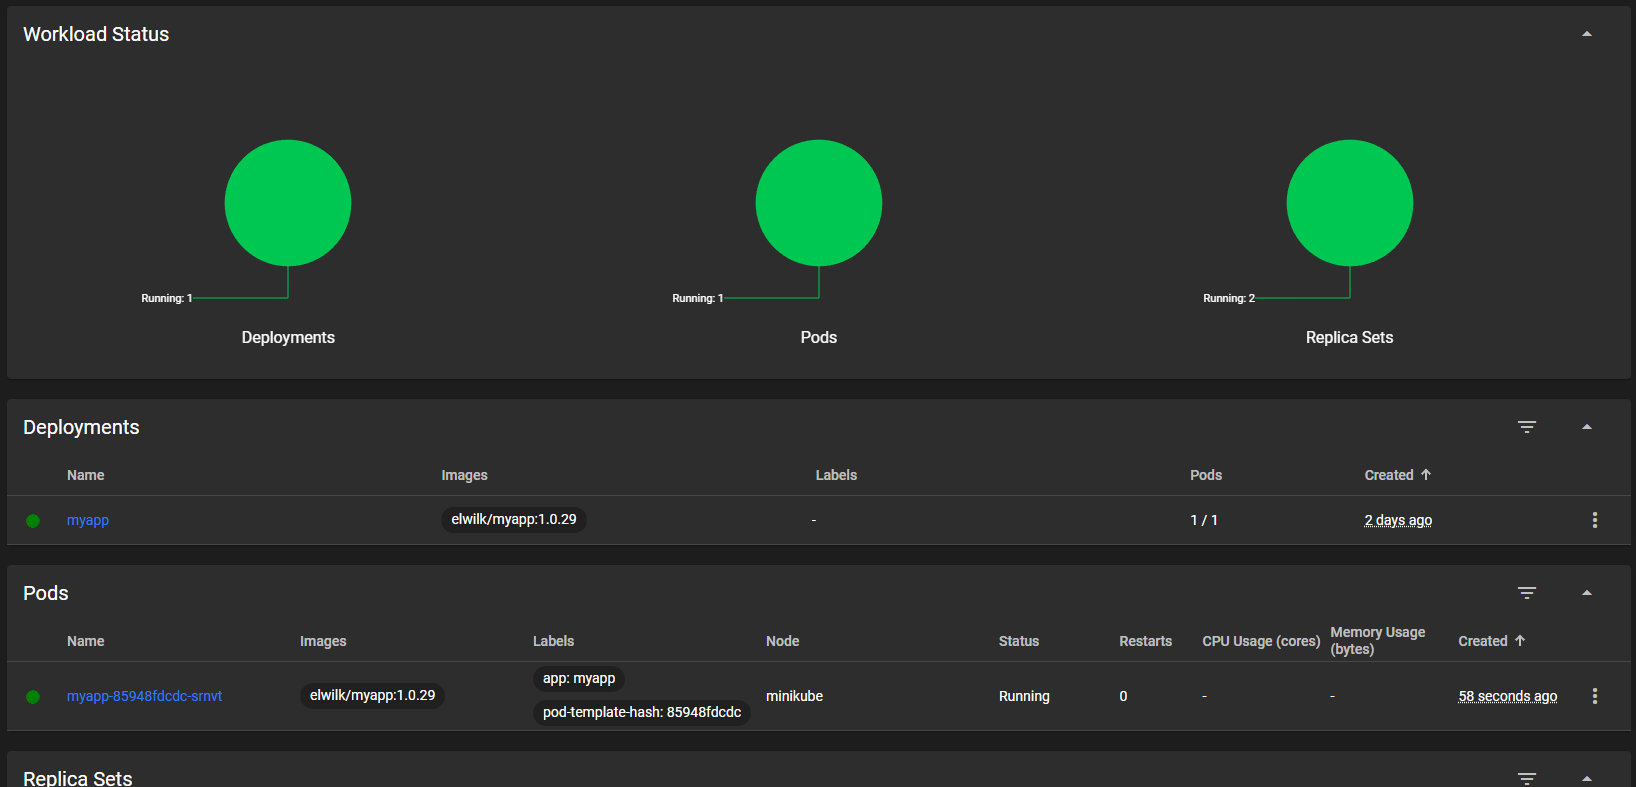 Workload Status
Running: 1
Running: 1
Running: 2
Deployments
Pods
Replica Sets
Deployments
Name Images Labels Pods Created
myapp elwilk/myapp:1.0.29 - 1 / 1 2 days ago
Pods
Name Images Labels Node Status Restarts CPU Usage (cores) Memory Usage (bytes) Created
myapp-85948fdcdc-srnvt elwilk/myapp:1.0.29 app: myapp pod-template-hash: 85948fdcdc minikube Running 0 - - 58 seconds ago
Replica Sets